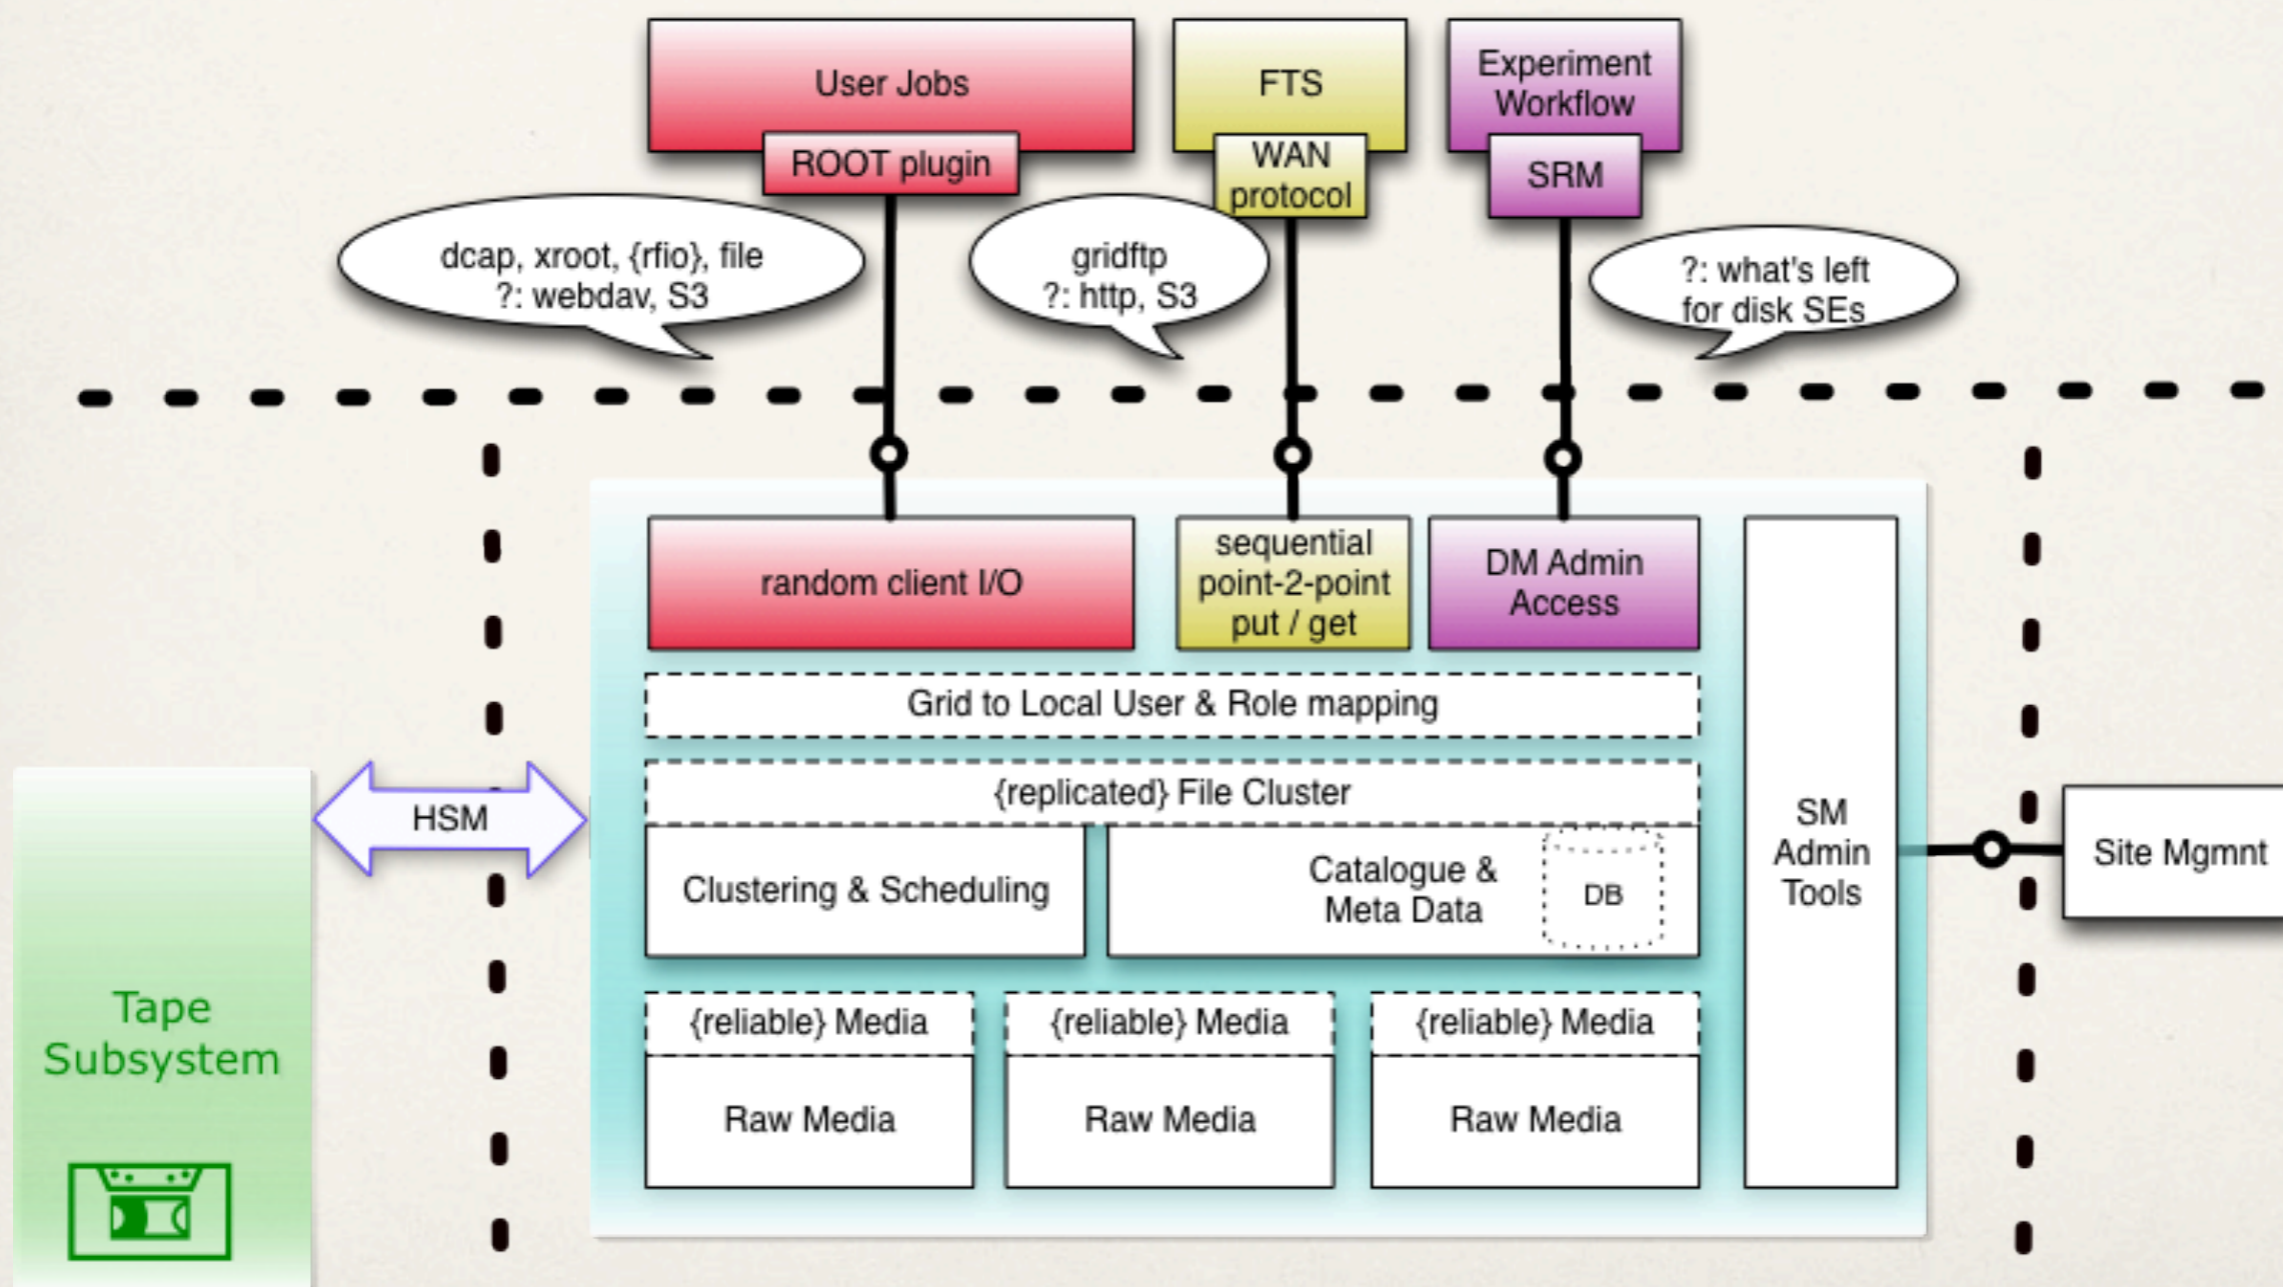 User Jobs
ROOT plugin
FTS
WAN
protocol
Experiment
Workflow
SRM
dcap, xroot, {rfio}, file
?: webdav, S3
gridftp
?: http, S3
?: what's left
for disk SEs
random client I/O
sequential
point-2-point
put / get
DM Admin
Access
Grid to Local User & Role mapping
{replicated} File Cluster
Clustering & Scheduling
Catalogue &
Meta Data
DB
{reliable} Media
Raw Media
{reliable} Media
Raw Media
{reliable} Media
Raw Media
SM
Admin
Tools
Site Mgmnt
HSM
Tape
Subsystem